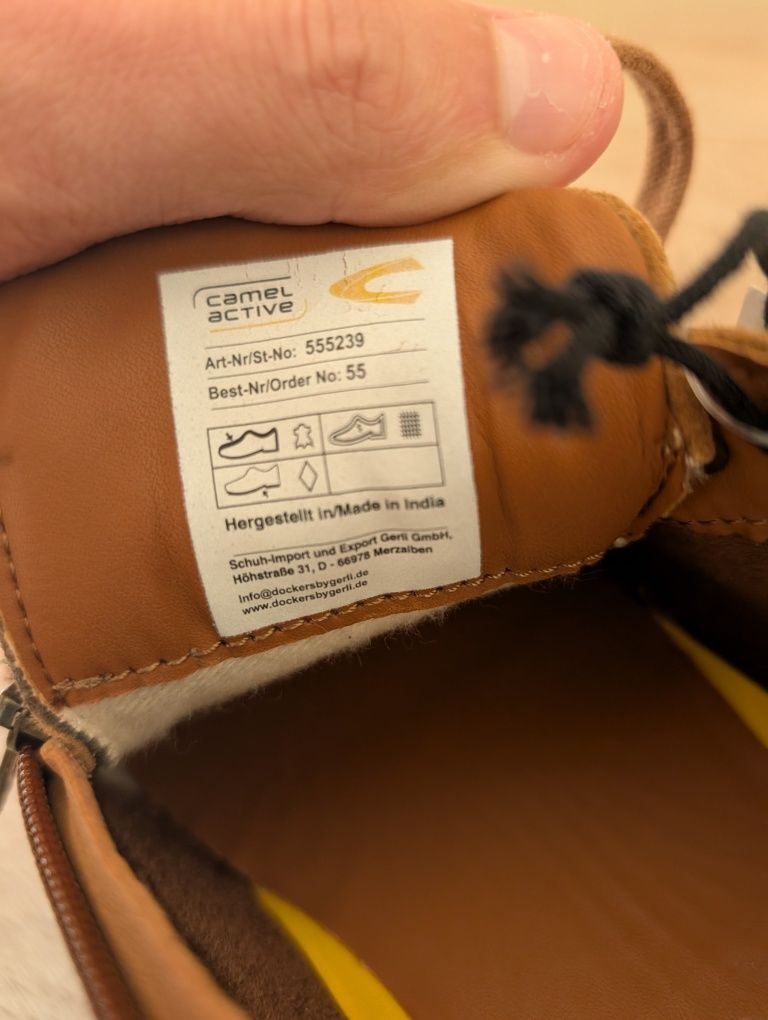 camel
active
Art-Nr/St-No: 555239
Best-Nr/Order No: 55
Hergestellt in/Made in India
Schuh-Import und Export Gerli GmbH,
Höhstraße 31, D - 66978 Merzalben
Info@dockersbygerli.de
www.dockersbygerli.de